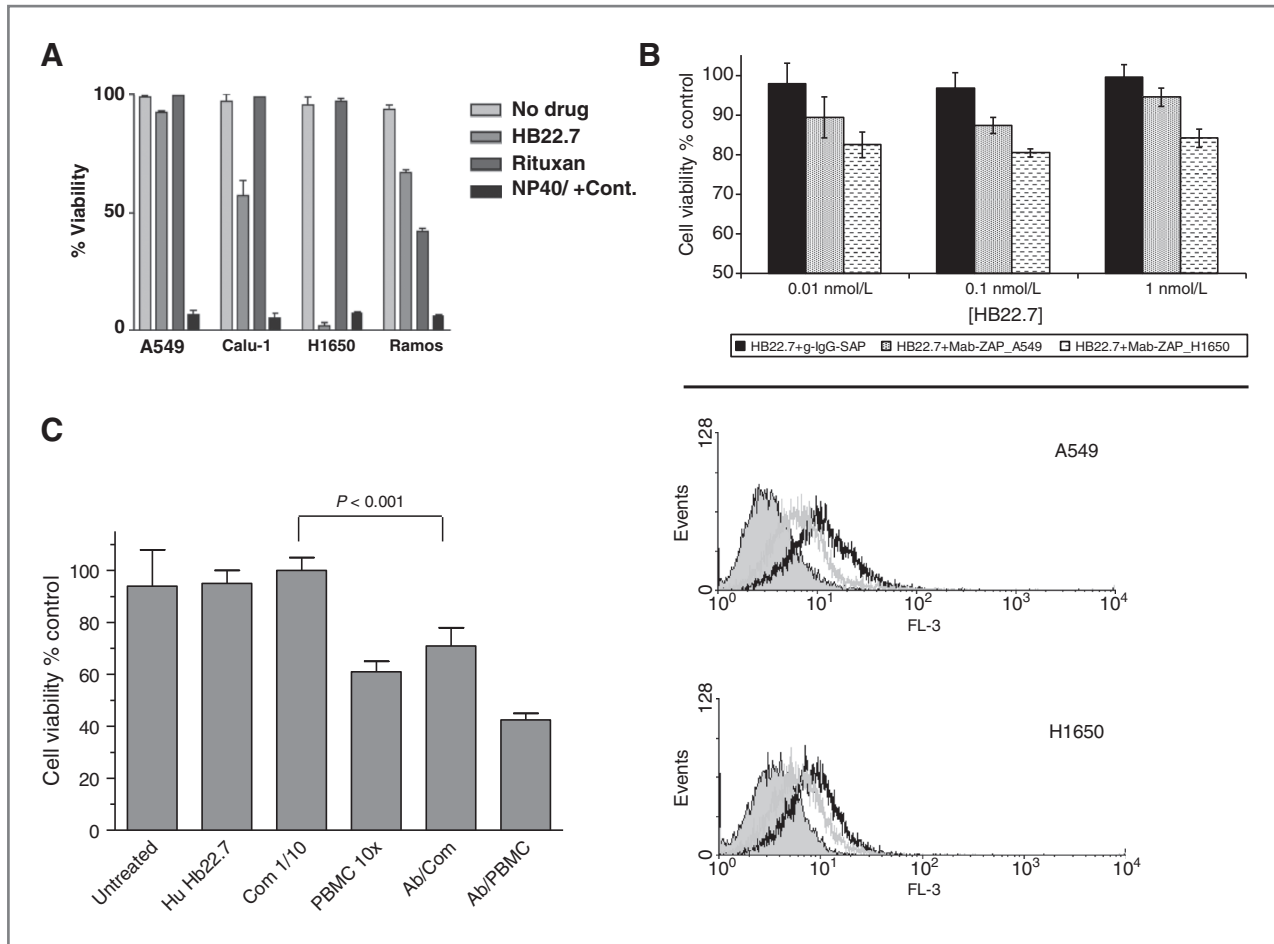 A
% Viability
100
50
0
A549
Calu-1
H1650
Ramos
No drug
HB22.7
Rituxan
NP40/ +Cont.
B
Cell viability % control
100
90
80
70
60
50
0.01 nmol/L
0.1 nmol/L
1 nmol/L
[HB22.7]
HB22.7+g-IgG-SAP
HB22.7+Mab-ZAP_A549
HB22.7+Mab-ZAP_H1650
C
P < 0.001
Cell viability % control
100
80
60
40
20
0
Untreated
Hu Hb22.7
Com 1/10
PBMC 10x
Ab/Com
Ab/PBMC
A549
128
Events
0
10⁰
10¹
10²
10³
10⁴
FL-3
H1650
128
Events
0
10⁰
10¹
10²
10³
10⁴
FL-3